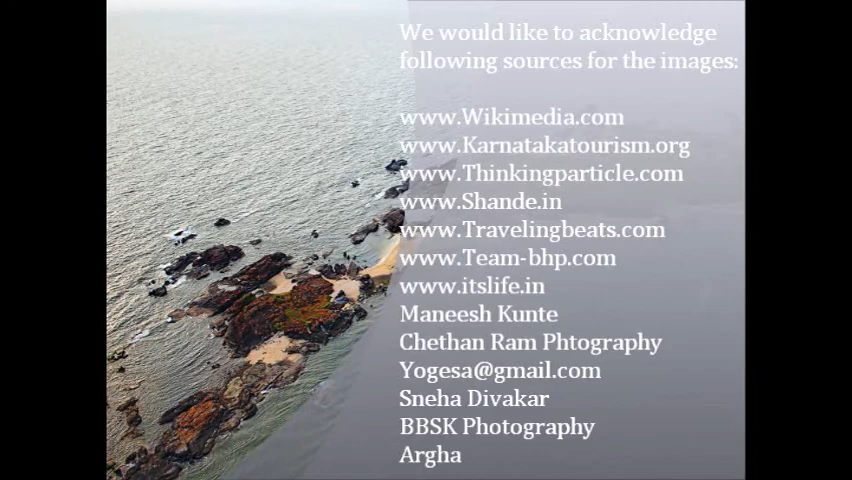 We would like to acknowledge
following sources for the images:
www.Wikimedia.com
www.Karnatakatourism.org
www.Thinkingparticle.com
www.Shande.in
www.Travelingbeats.com
www.Team-bhp.com
www.itslife.in
Maneesh Kunte
Chethan Ram Phtography
Yogesa@gmail.com
Sneha Divakar
BBSK Photography
Argha